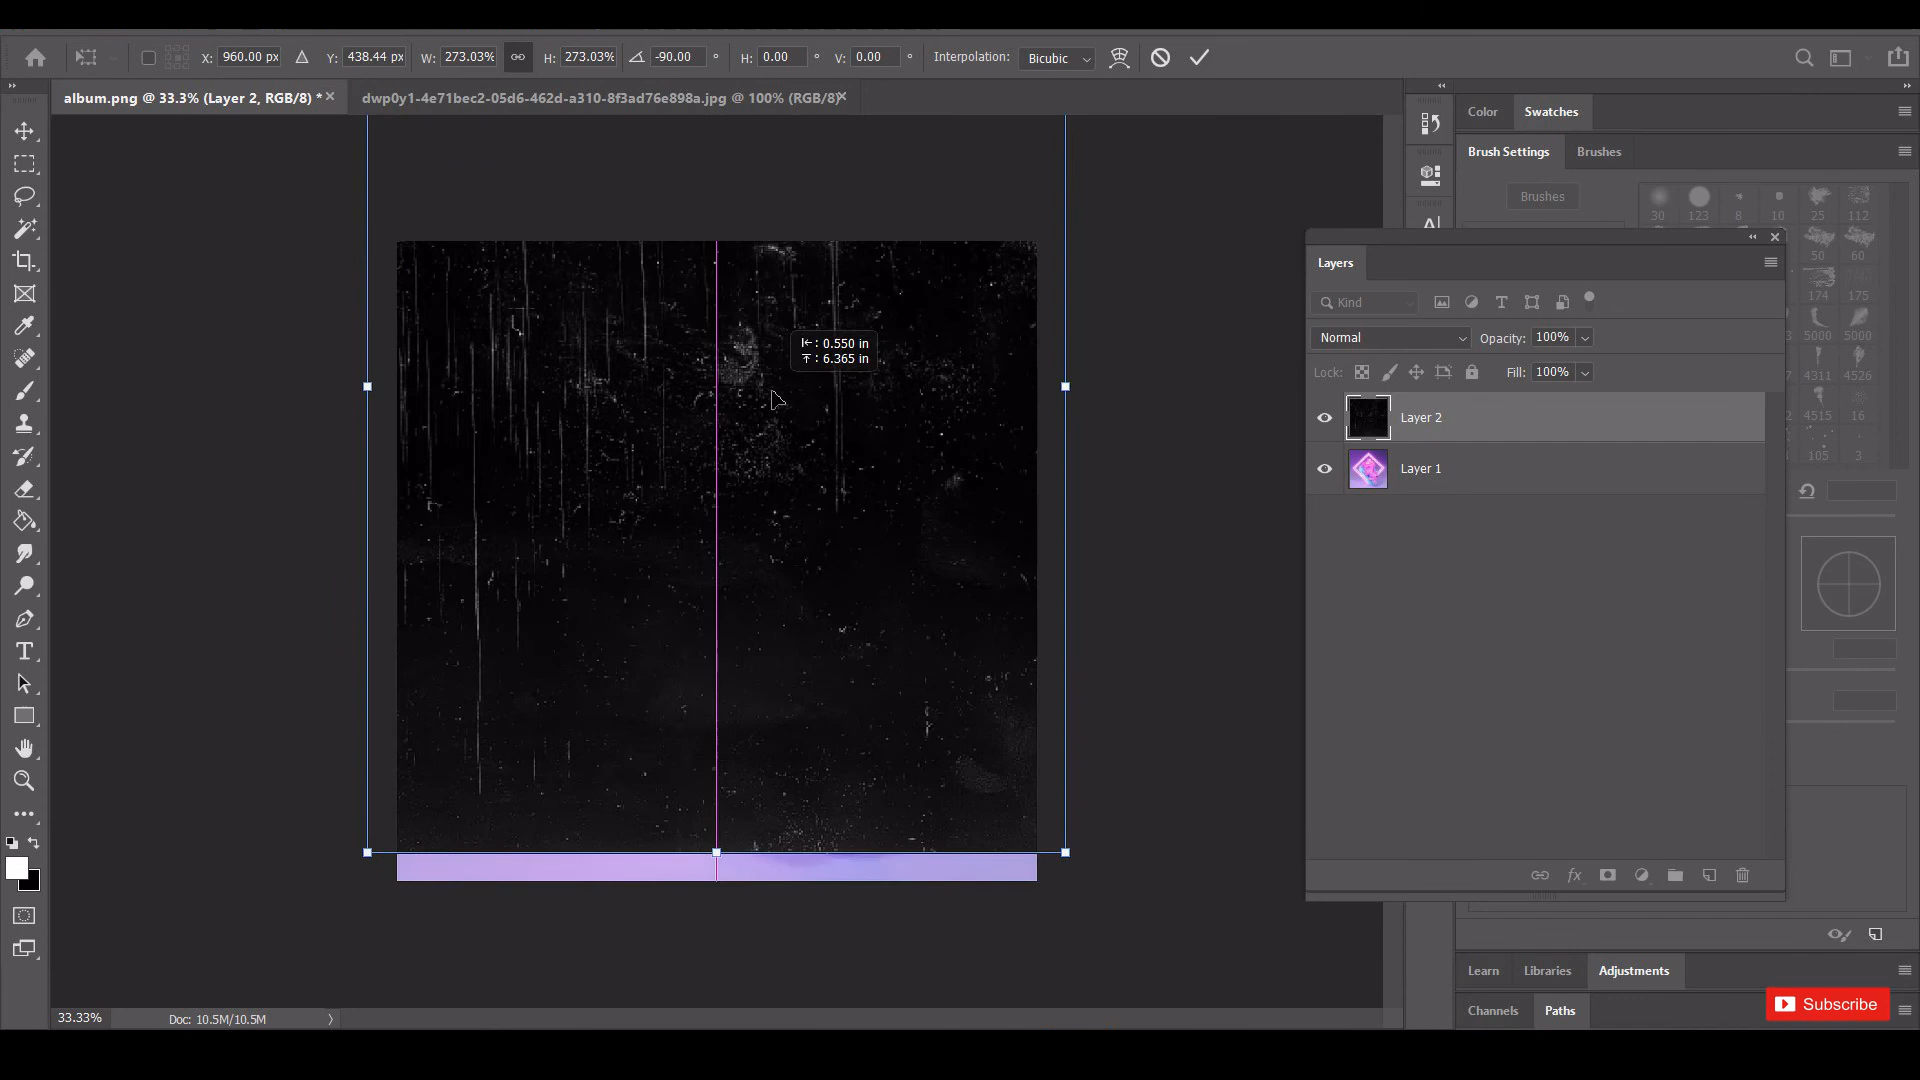 X: 960.00 px Y: 438.44 px W: 273.03% H: 273.03% -90.00 ° H: 0.00 ° V: 0.00 ° Interpolation: Bicubic
album.png @ 33.3% (Layer 2, RGB/8) * × dwp0y1-4e71bec2-05d6-462d-a310-8f3ad76e898a.jpg @ 100% (RGB/8) ×
Color Swatches
Brush Settings Brushes
Brushes
30 123 8 10 25 112
50 60
174 175
5000 5000
4311 4526
4515 16
105 3
Layers
Kind
Normal Opacity: 100%
Lock: Fill: 100%
Layer 2
Layer 1
fx
: 0.550 in
: 6.365 in
Learn Libraries Adjustments
Channels Paths
Subscribe
33.33% Doc: 10.5M/10.5M